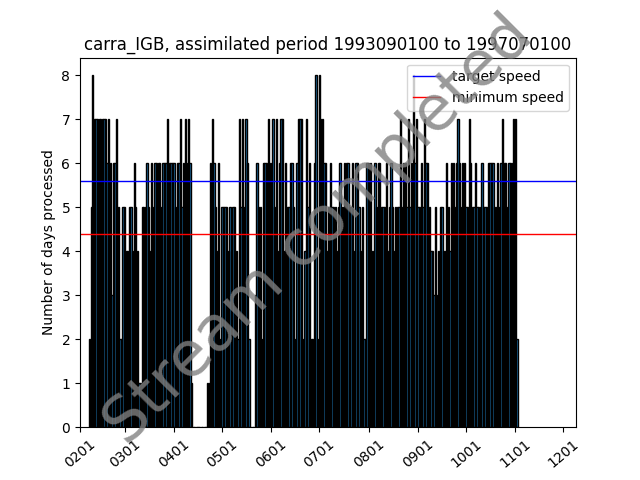 carra_IGB, assimilated period 1993090100 to 1997070100
target speed
minimum speed
Number of days processed
8
7
6
5
4
3
2
1
0
0201 0301 0401 0501 0601 0701 0801 0901 1001 1101 1201
Stream completed